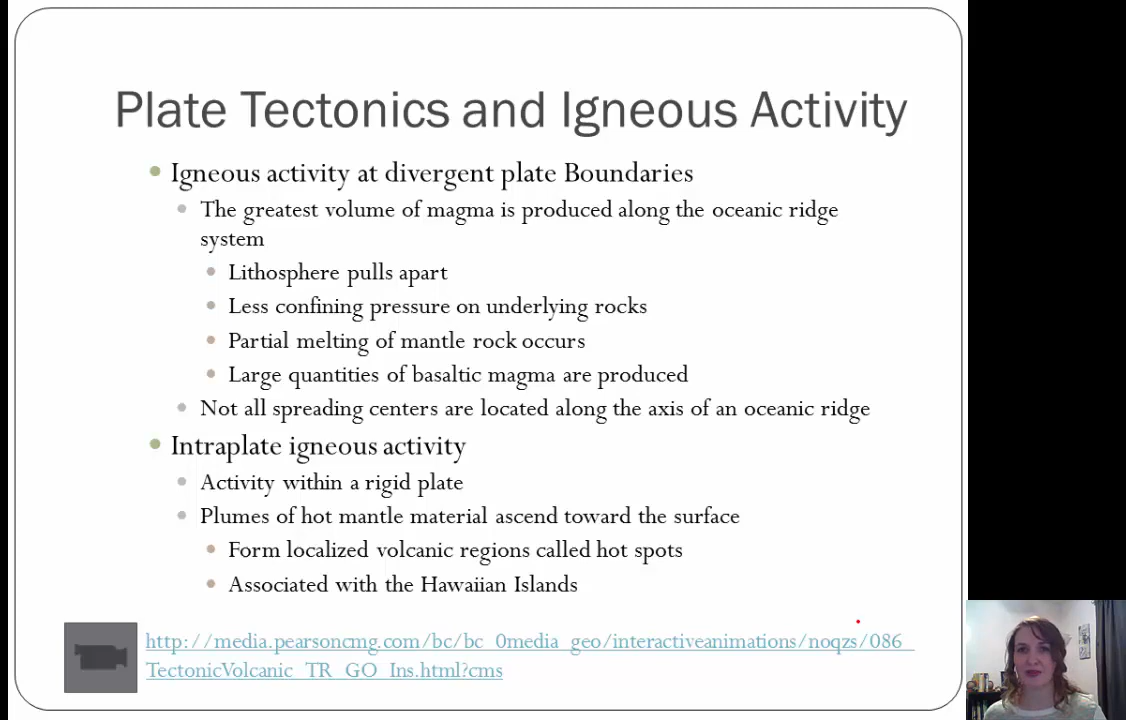 Plate Tectonics and Igneous Activity
Igneous activity at divergent plate Boundaries
The greatest volume of magma is produced along the oceanic ridge
system
Lithosphere pulls apart
Less confining pressure on underlying rocks
Partial melting of mantle rock occurs
Large quantities of basaltic magma are produced
Not all spreading centers are located along the axis of an oceanic ridge
Intraplate igneous activity
Activity within a rigid plate
Plumes of hot mantle material ascend toward the surface
Form localized volcanic regions called hot spots
Associated with the Hawaiian Islands
http://media.pearsoncmg.com/bc/bc_0media_geo/interactiveanimations/noqzs/086_
TectonicVolcanic_TR_GO_Ins.html?cms